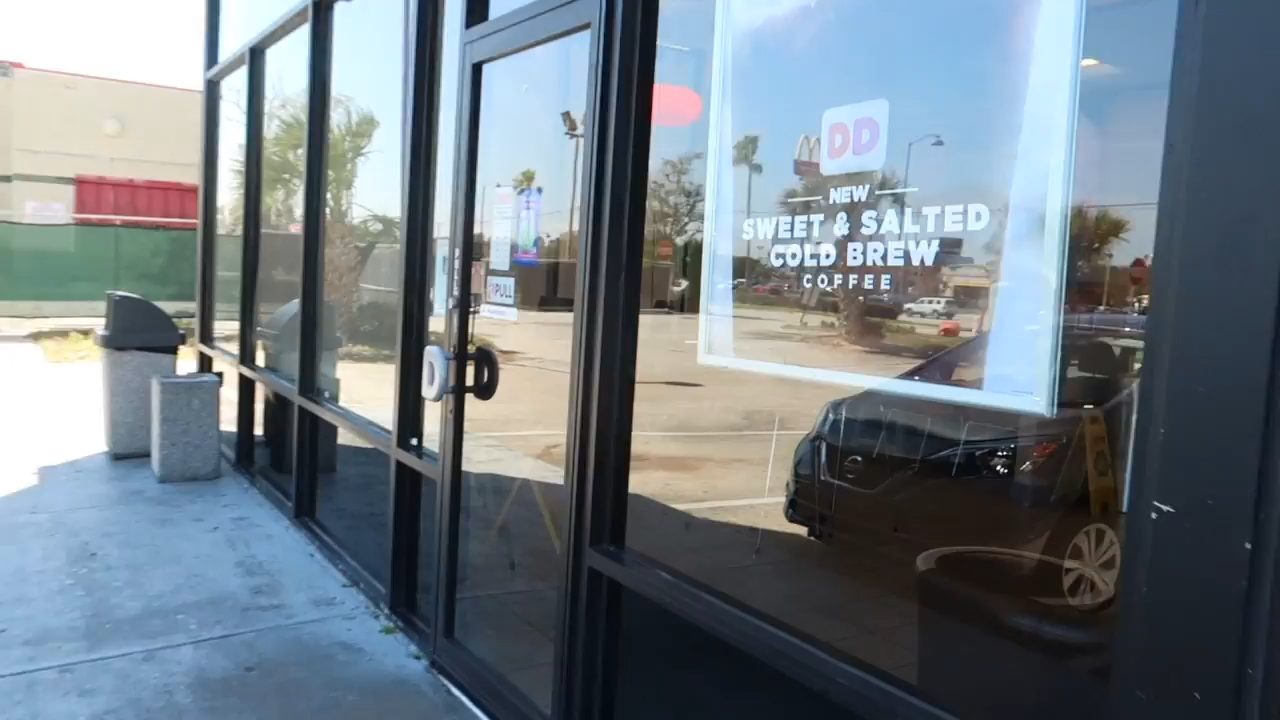 DD
NEW
SWEET & SALTED
COLD BREW
COFFEE
PULL
D